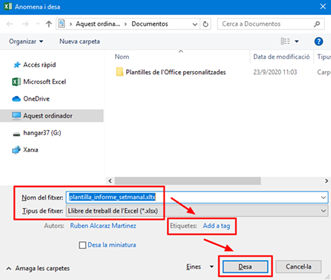 Anomena i desa
Aquest ordina... > Documentos
Cerca a Documentos
Organitzar
Nueva carpeta
Accés ràpid
Microsoft Excel
OneDrive
Aquest ordinador
hangar37 (G:)
Xarxa
Nom
Data de modificació
Tip
Plantilles de l'Office personalitzades
23/9/2020 11:03
Carp
Nom del fitxer:
plantilla_informe_setmanal.xltx
Tipus de fitxer:
Llibre de treball de l'Excel (*.xlsx)
Autors:
Ruben Alcaraz Martinez
Etiquetes:
Add a tag
Desa la miniatura
Amaga les carpetes
Eines
Desa
Cancel·la